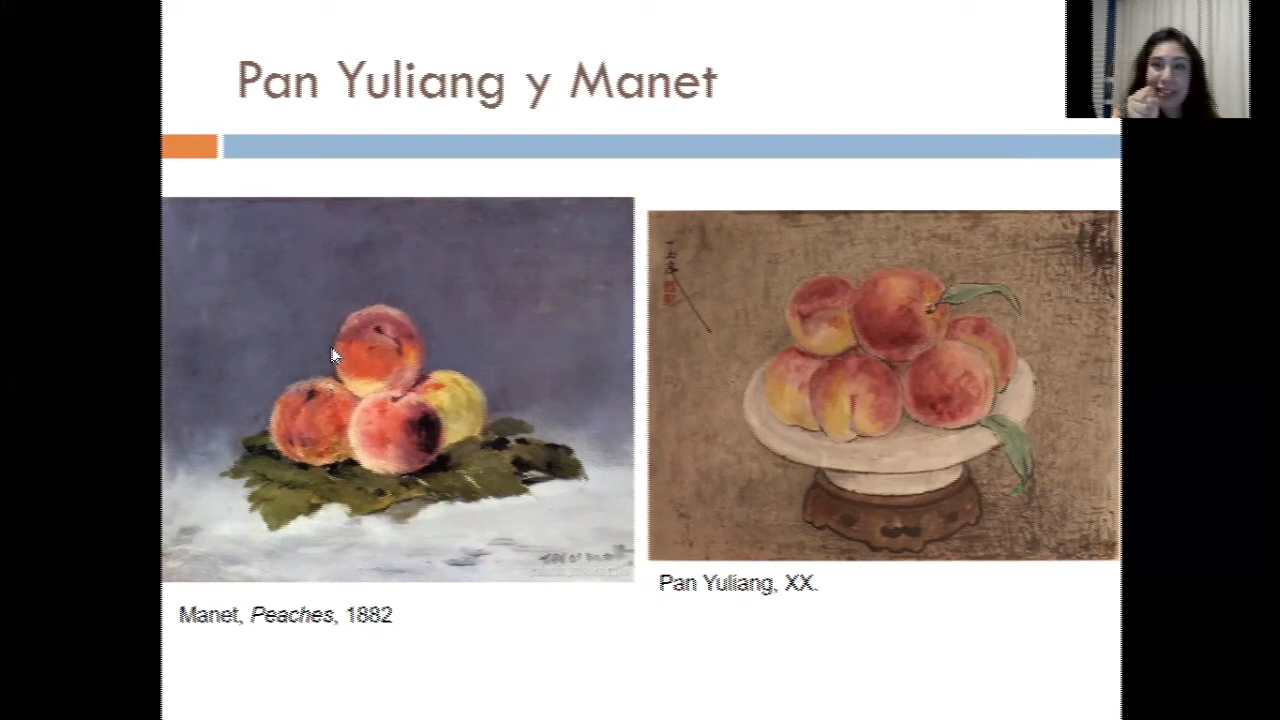 Pan Yuliang y Manet
Pan Yuliang, XX.
Manet, Peaches, 1882